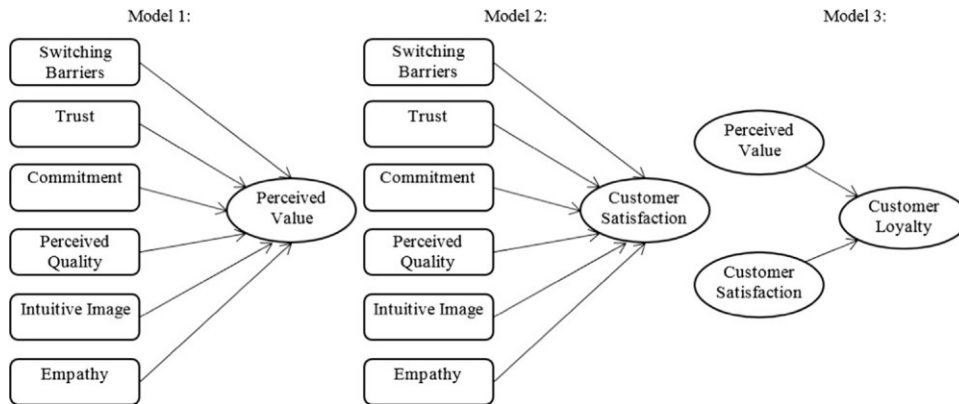 Model 1:
Switching
Barriers
Trust
Commitment
Perceived
Quality
Intuitive Image
Empathy
Perceived
Value
Model 2:
Switching
Barriers
Trust
Commitment
Perceived
Quality
Intuitive Image
Empathy
Customer
Satisfaction
Model 3:
Perceived
Value
Customer
Satisfaction
Customer
Loyalty